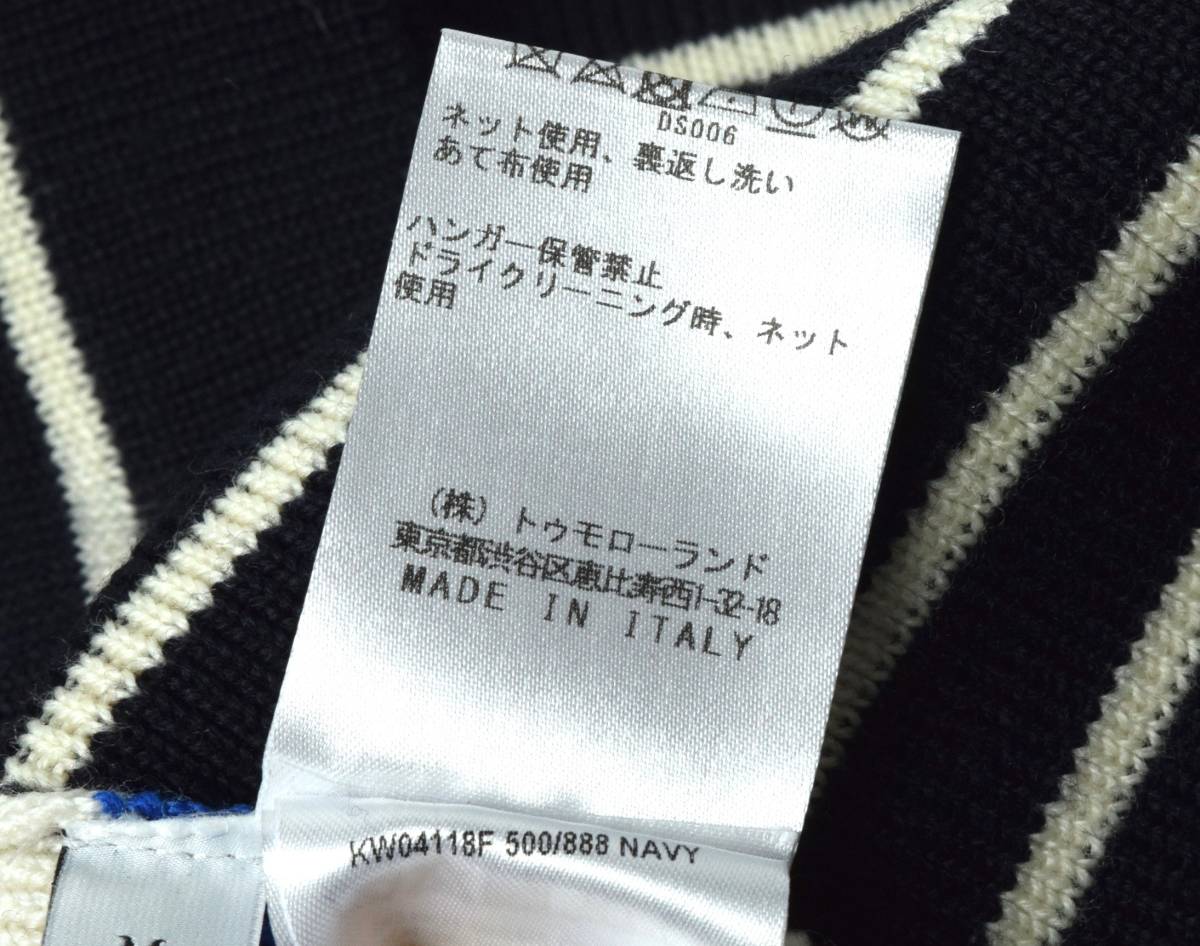 DS006
ネット使用、裏返し洗い
あて布使用
ハンガー保管禁止
ドライクリーニング時、ネット
使用
(株)トゥモローランド
東京都渋谷区恵比寿西1-32-18
MADE IN ITALY
KW04118F 500/888 NAVY